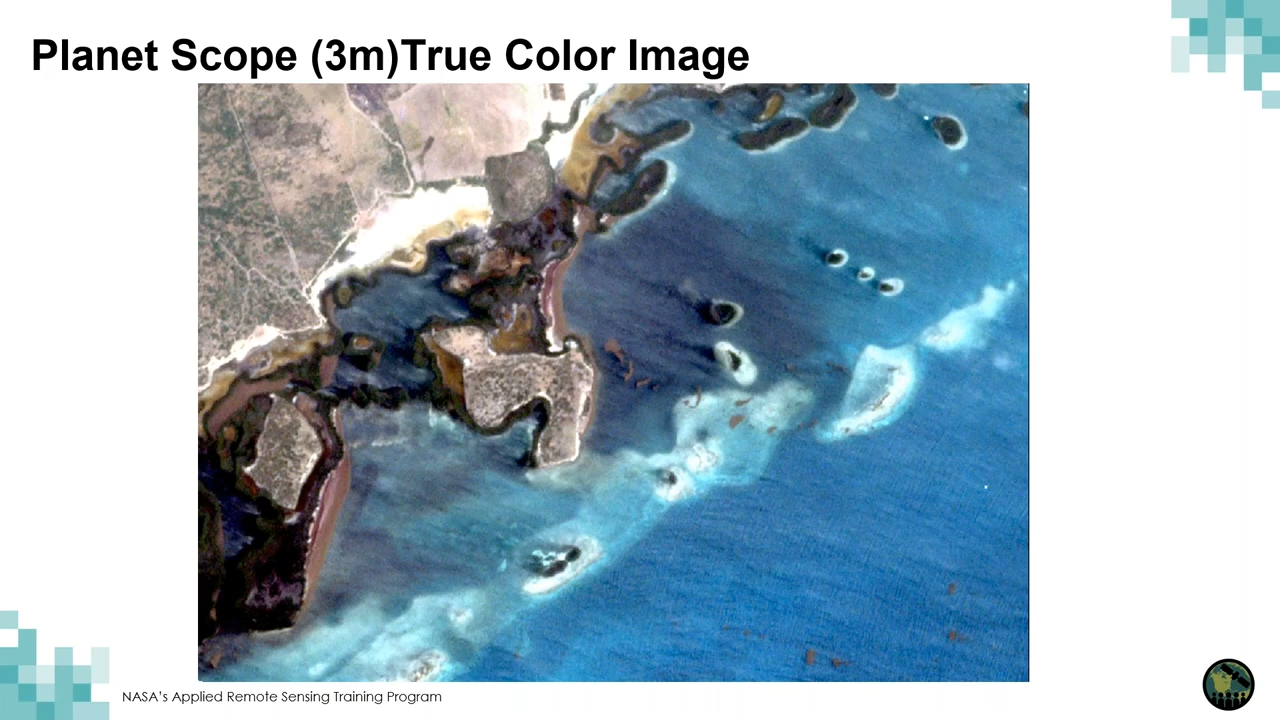 Planet Scope (3m)True Color Image
NASA's Applied Remote Sensing Training Program